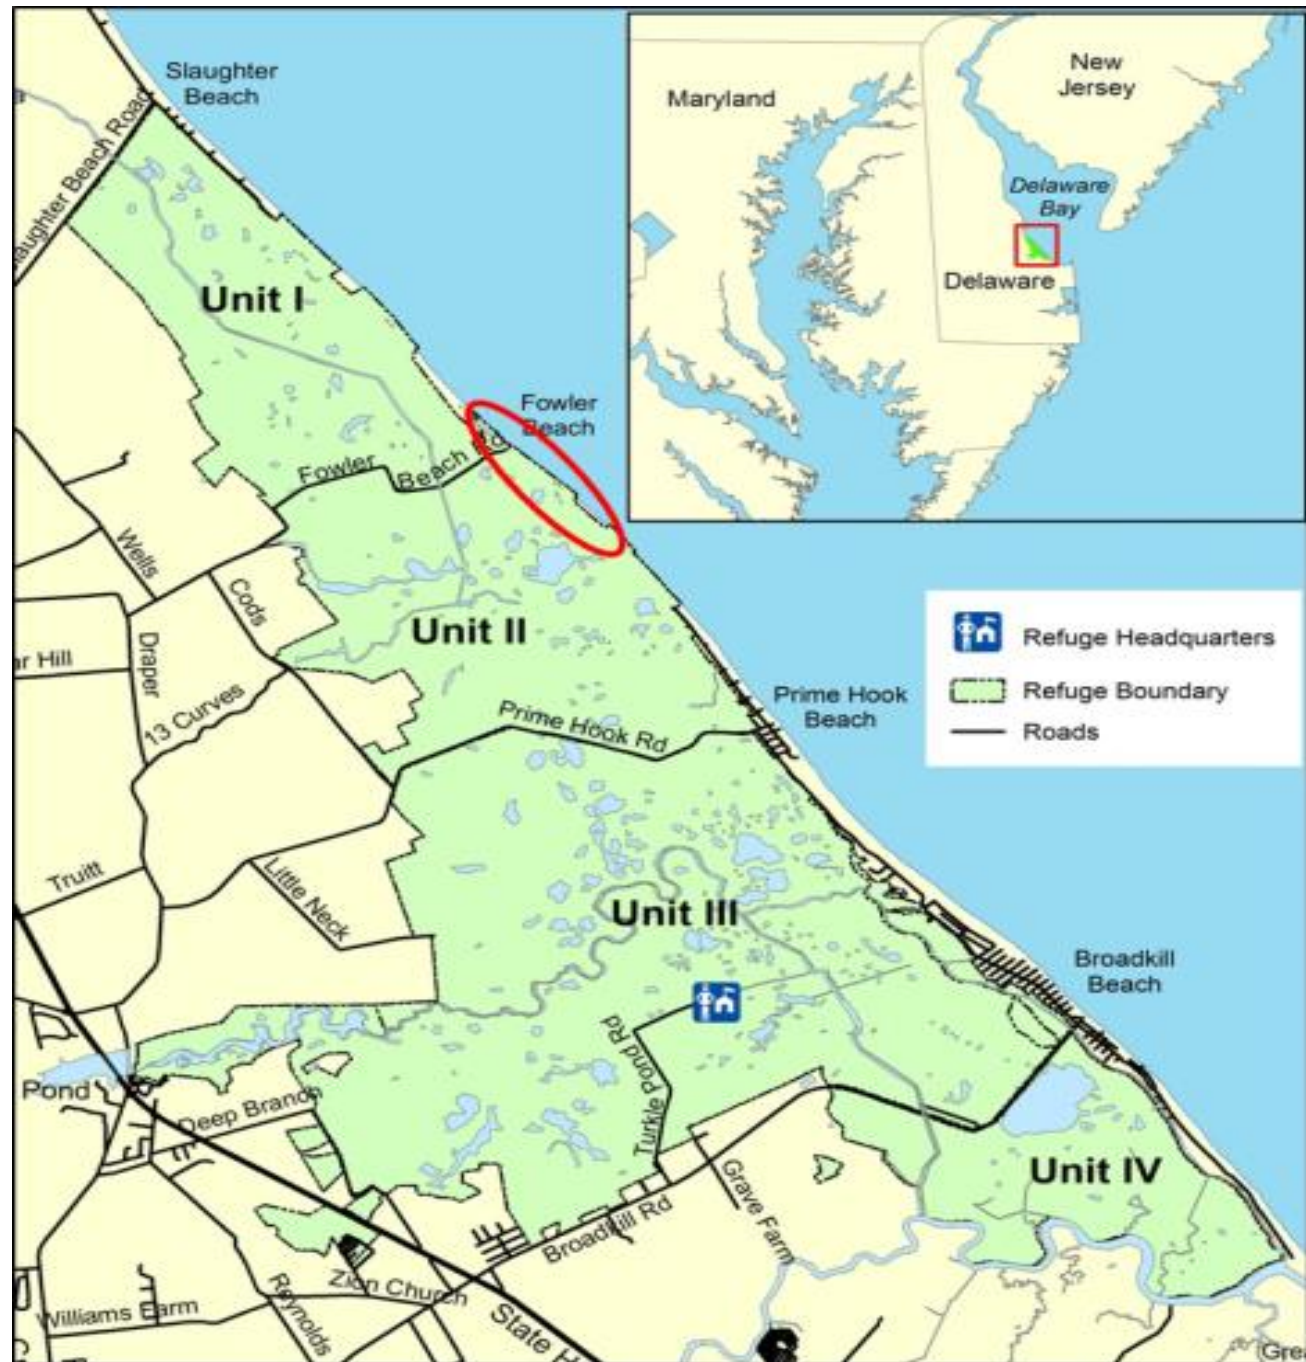 Slaughter
Beach
Slaughter Beach Road
Unit I
Fowler
Beach
Fowler Beach Rd
Wells
Cods
Draper
13 Curves
Unit II
Prime Hook
Beach
Prime Hook Rd
Truitt
Little Neck
Unit III
Broadkill
Beach
Turkle Pond Rd
Pond
Deep Branch
Unit IV
Grave Farm
Broadkill Rd
Zion Church
Reynolds
Williams Farm
State H
Maryland
New
Jersey
Delaware
Bay
Delaware
Refuge Headquarters
Refuge Boundary
Roads